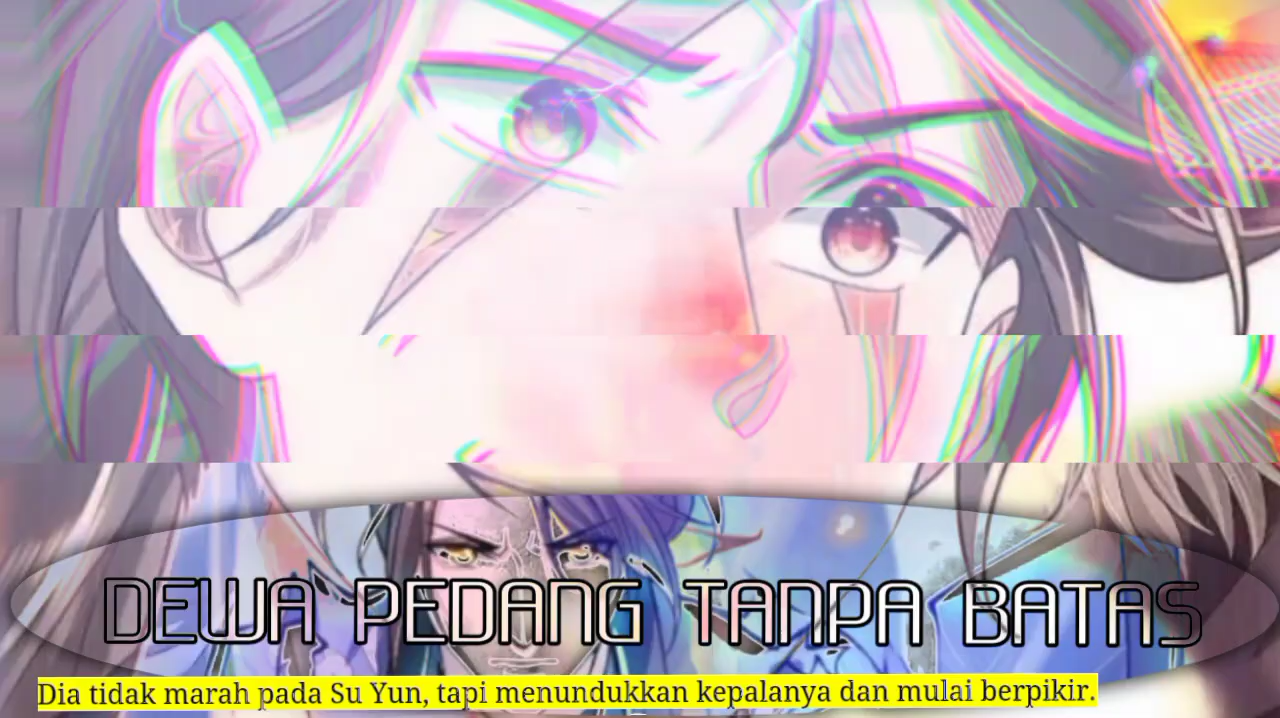 DEWA PEDANG TANPA BATAS
Dia tidak marah pada Su Yun, tapi menundukkan kepalanya dan mulai berpikir.